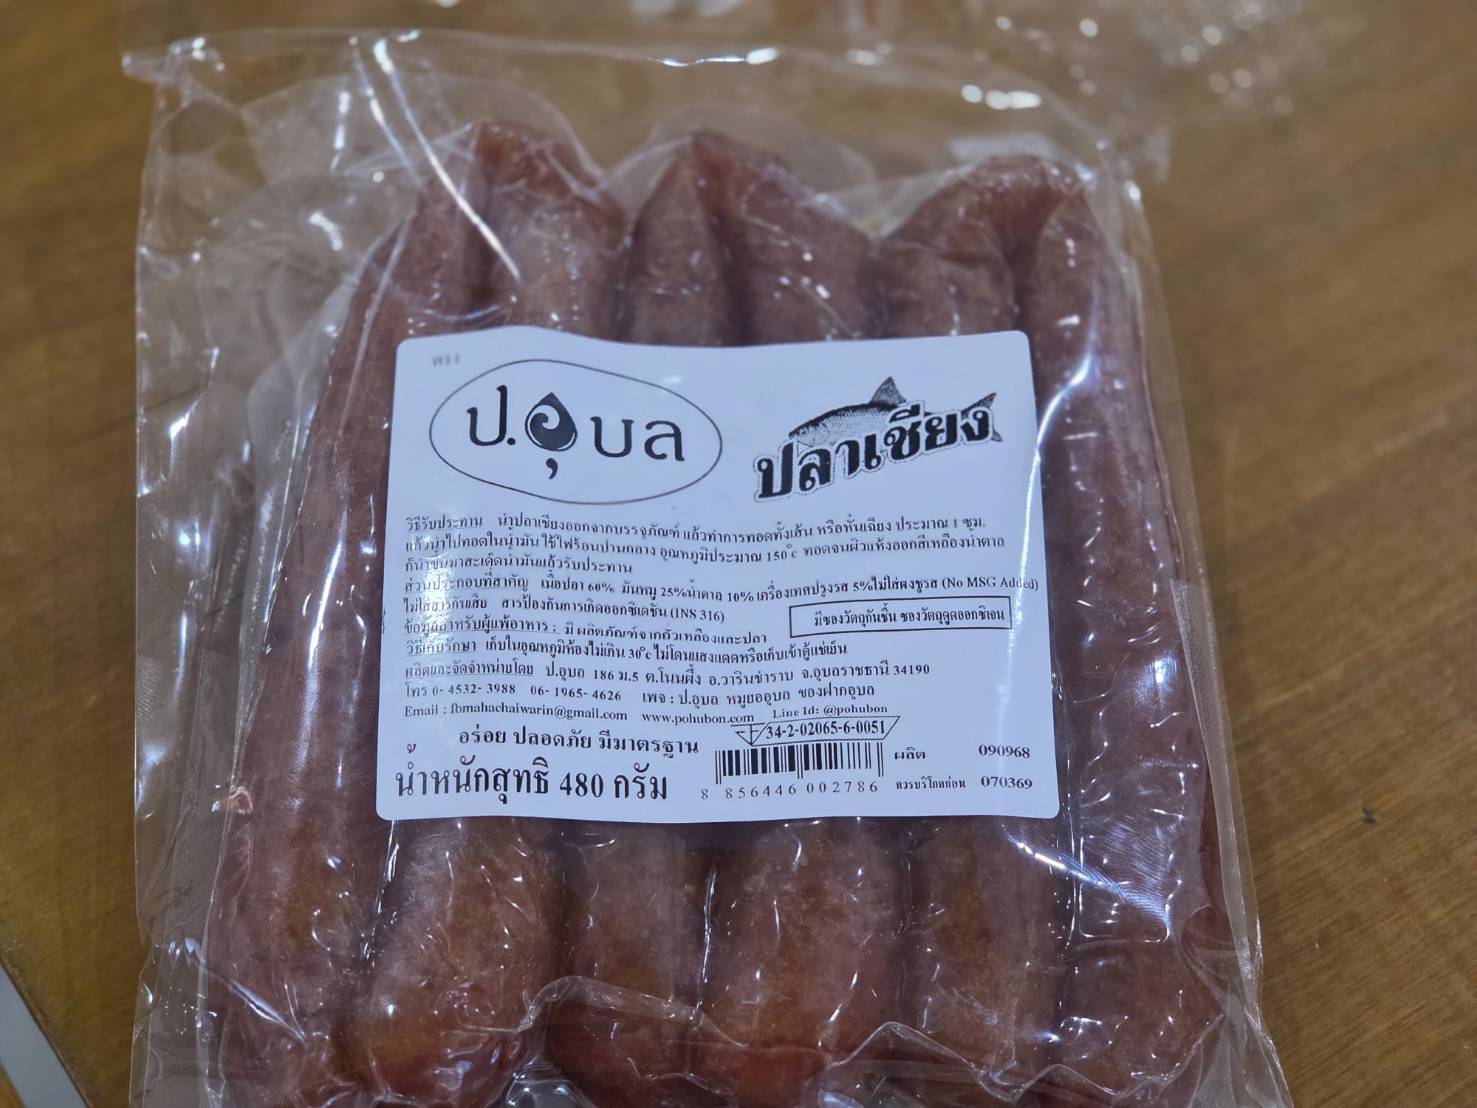 ตรา
ป.อุบล
ปลาเชียง
วิธีรับประทาน นำปลาเชียงออกจากบรรจุภัณฑ์ แล้วทำการทอดทั้งเส้น หรือหั่นเฉียง ประมาณ 1 ซม.
แล้วนำไปทอดในน้ำมัน ใช้ไฟร้อนปานกลาง อุณหภูมิประมาณ 150°c ทอดจนผิวแห้งออกสีเหลืองน้ำตาล
ก็นำขึ้นมาสะเด็ดน้ำมันแล้วรับประทาน
ส่วนประกอบที่สำคัญ เนื้อปลา 60% มันหมู 25% น้ำตาล 10% เครื่องเทศปรุงรส 5% ไม่ใส่ผงชูรส (No MSG Added)
ไม่ใส่สารกันเสีย สารป้องกันการเกิดออกซิเดชัน (INS 316)
มีซองวัตถุกันชื้น ซองวัตถุดูดออกซิเจน
ข้อมูลสำหรับผู้แพ้อาหาร : มีผลิตภัณฑ์จากถั่วเหลืองและปลา
วิธีเก็บรักษา เก็บในอุณหภูมิห้องไม่เกิน 30°c ไม่โดนแสงแดดหรือเก็บเข้าตู้แช่เย็น
ผลิตและจัดจำหน่ายโดย ป.อุบล 186 ม.5 ต.โนนผึ้ง อ.วารินชำราบ จ.อุบลราชธานี 34190
โทร 0-4532-3988 06-1965-4626 เพจ : ป.อุบล หมูยออุบล ของฝากอุบล
Email : fbmahachaiwarin@gmail.com www.pohubon.com Line Id: @pohubon
อร่อย ปลอดภัย มีมาตรฐาน
34-2-02065-6-0051
น้ำหนักสุทธิ 480 กรัม
8 856446 002786
ผลิต 090968
ควรบริโภคก่อน 070369